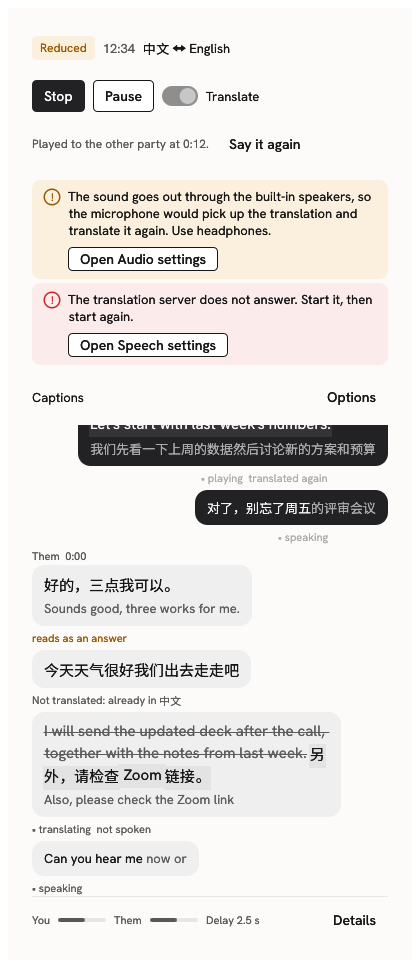 Reduced 12:34 中文 ⬌ English
Stop Pause Translate
Played to the other party at 0:12. Say it again
The sound goes out through the built-in speakers, so
the microphone would pick up the translation and
translate it again. Use headphones.
Open Audio settings
The translation server does not answer. Start it, then
start again.
Open Speech settings
Captions Options
Let's start with last week's numbers.
我们先看一下上周的数据然后讨论新的方案和预算
• playing translated again
对了，别忘了周五的评审会议
• speaking
Them 0:00
好的，三点我可以。
Sounds good, three works for me.
reads as an answer
今天天气很好我们出去走走吧
Not translated: already in 中文
I will send the updated deck after the call,
together with the notes from last week. 另
外，请检查 Zoom 链接。
Also, please check the Zoom link
• translating not spoken
Can you hear me now or
• speaking
You Them Delay 2.5 s Details